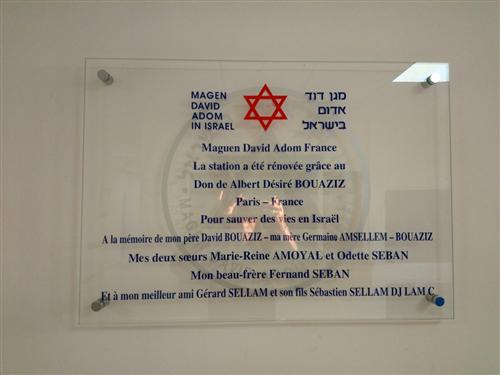 MAGEN
DAVID
ADOM
IN ISRAEL
מגן דוד
אדום
בישראל
Maguen David Adom France
La station a été rénovée grâce au
Don de Albert Désiré BOUAZIZ
Paris – France
Pour sauver des vies en Israël
A la mémoire de mon père David BOUAZIZ – ma mère Germaine AMSELLEM – BOUAZIZ
Mes deux sœurs Marie-Reine AMOYAL et Odette SEBAN
Mon beau-frère Fernand SEBAN
Et à mon meilleur ami Gérard SELLAM et son fils Sébastien SELLAM DJ LAM C